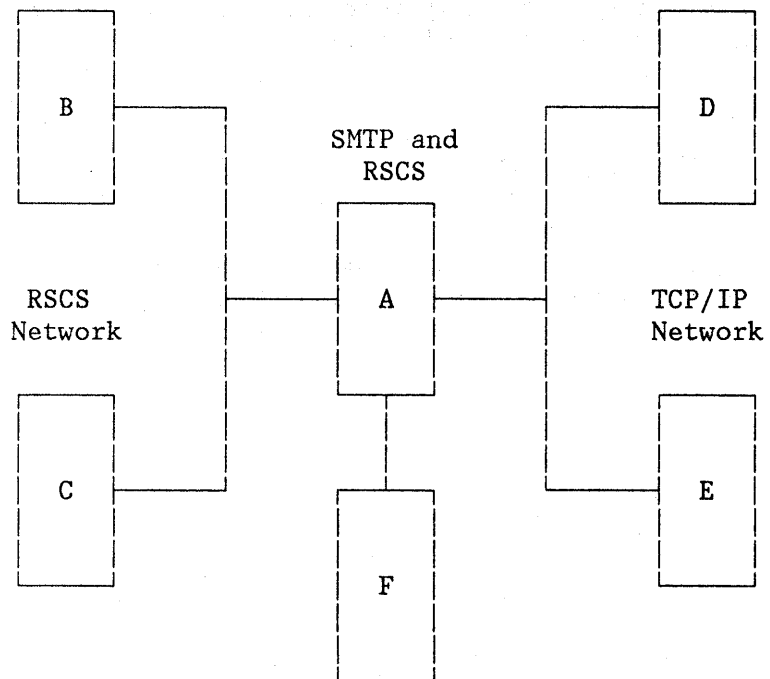 B
D
SMTP and
RSCS
A
RSCS
Network
TCP/IP
Network
C
E
F